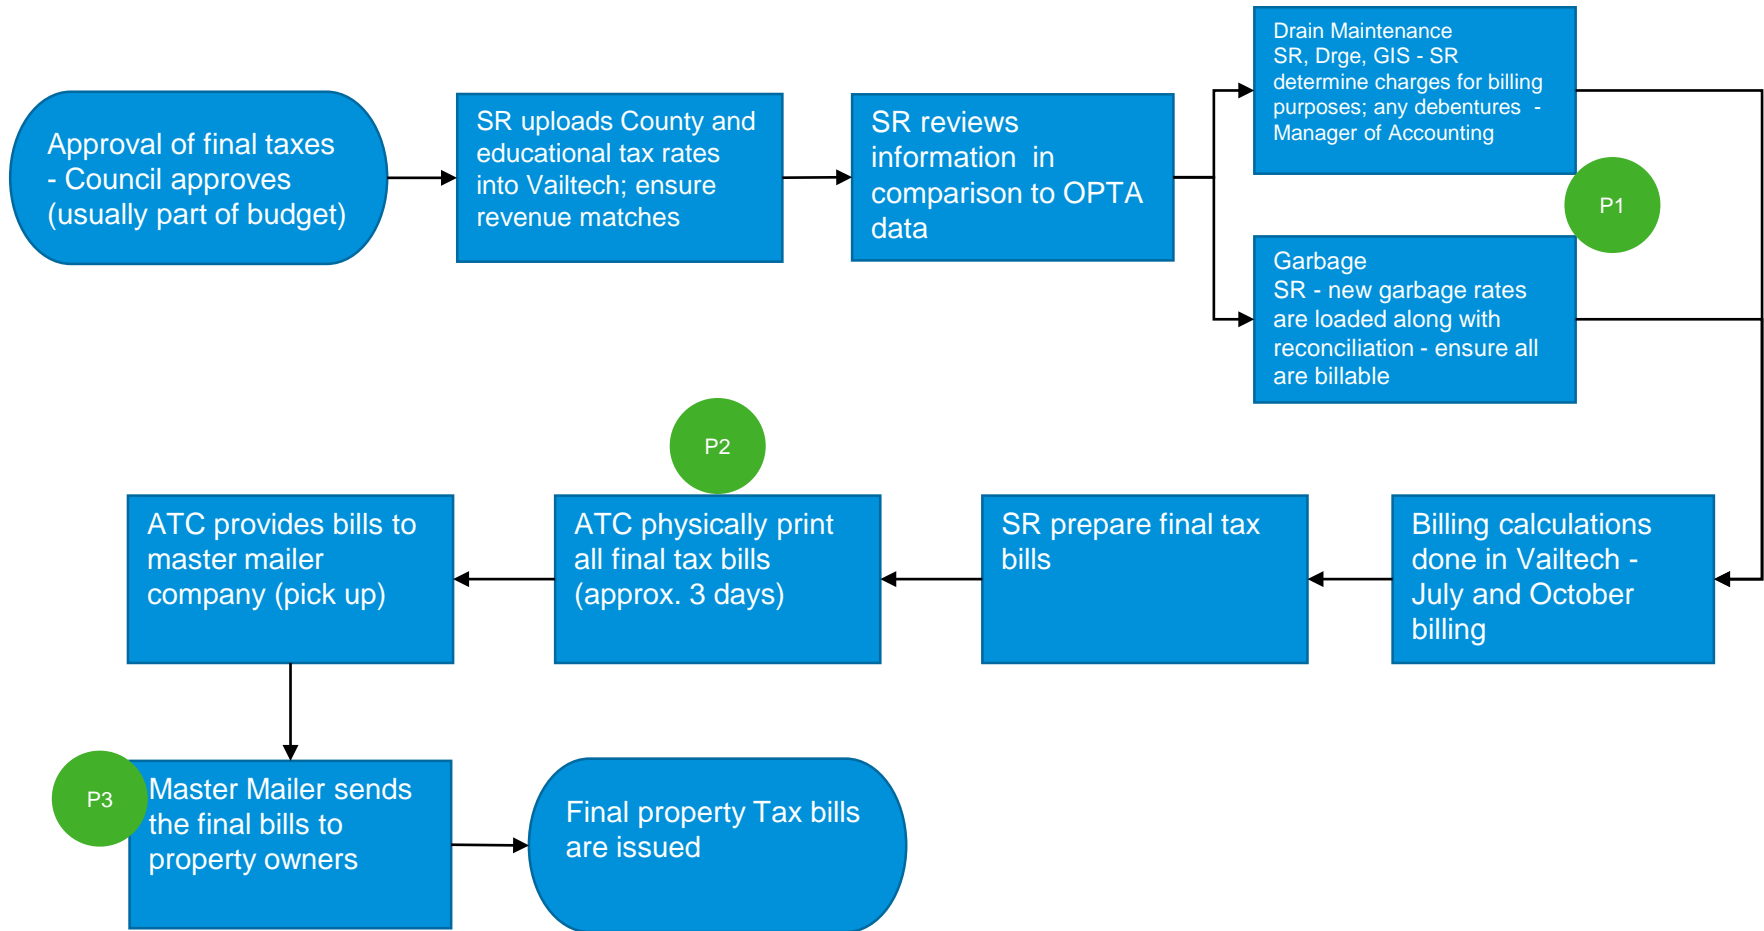 Approval of final taxes
- Council approves
(usually part of budget)
SR uploads County and
educational tax rates
into Vailtech; ensure
revenue matches
SR reviews
information in
comparison to OPTA
data
Drain Maintenance
SR, Drge, GIS - SR
determine charges for billing
purposes; any debentures -
Manager of Accounting
P1
Garbage
SR - new garbage rates
are loaded along with
reconciliation - ensure all
are billable
Billing calculations
done in Vailtech -
July and October
billing
SR prepare final tax
bills
P2
ATC physically print
all final tax bills
(approx. 3 days)
ATC provides bills to
master mailer
company (pick up)
P3
Master Mailer sends
the final bills to
property owners
Final property Tax bills
are issued